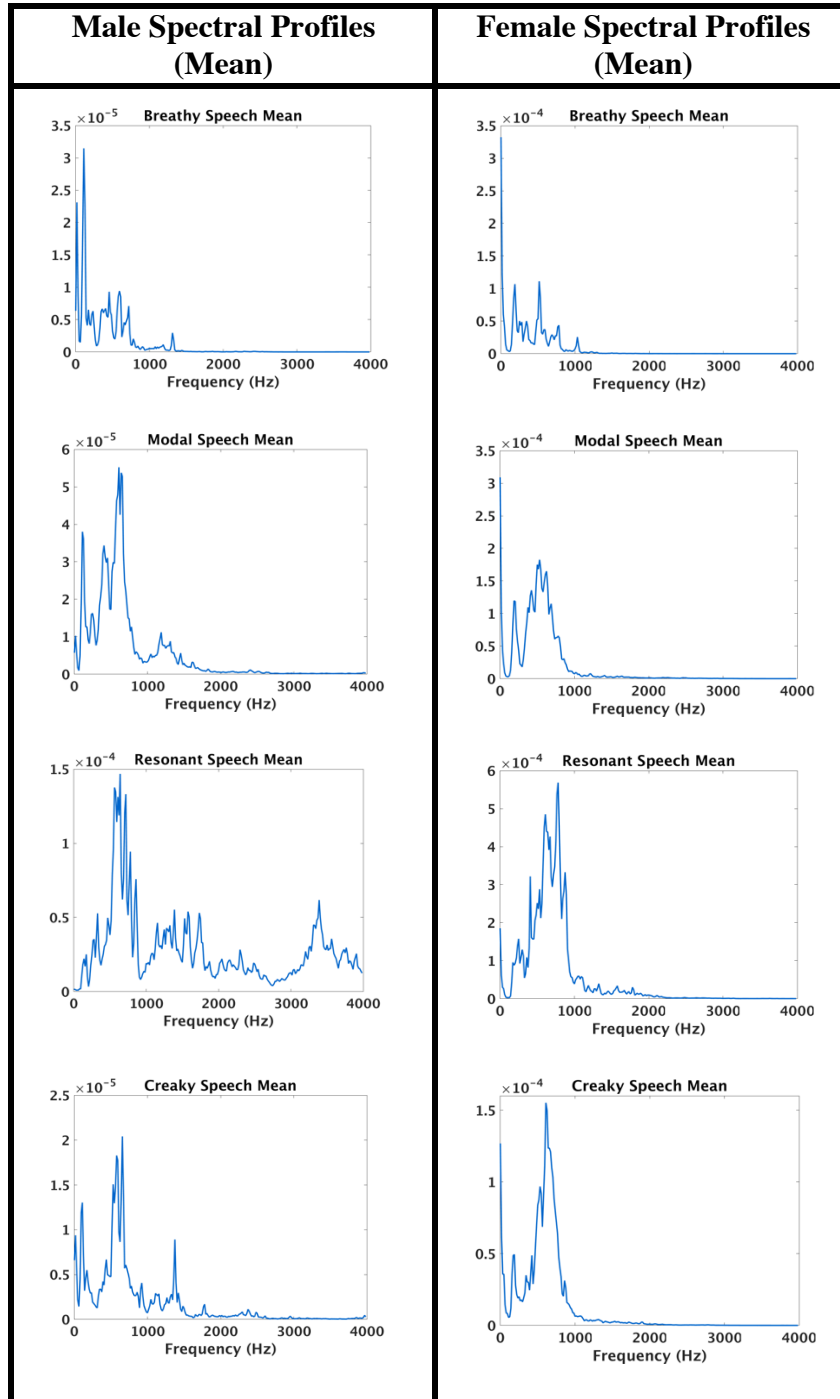 Male Spectral Profiles
(Mean)
Female Spectral Profiles
(Mean)
×10⁻⁵
Breathy Speech Mean
3.5
3
2.5
2
1.5
1
0.5
0
0 1000 2000 3000 4000
Frequency (Hz)
×10⁻⁴
Breathy Speech Mean
3.5
3
2.5
2
1.5
1
0.5
0
0 1000 2000 3000 4000
Frequency (Hz)
×10⁻⁵
Modal Speech Mean
6
5
4
3
2
1
0
0 1000 2000 3000 4000
Frequency (Hz)
×10⁻⁴
Modal Speech Mean
3.5
3
2.5
2
1.5
1
0.5
0
0 1000 2000 3000 4000
Frequency (Hz)
×10⁻⁴
Resonant Speech Mean
1.5
1
0.5
0
0 1000 2000 3000 4000
Frequency (Hz)
×10⁻⁴
Resonant Speech Mean
6
5
4
3
2
1
0
0 1000 2000 3000 4000
Frequency (Hz)
×10⁻⁵
Creaky Speech Mean
2.5
2
1.5
1
0.5
0
0 1000 2000 3000 4000
Frequency (Hz)
×10⁻⁴
Creaky Speech Mean
1.5
1
0.5
0
0 1000 2000 3000 4000
Frequency (Hz)